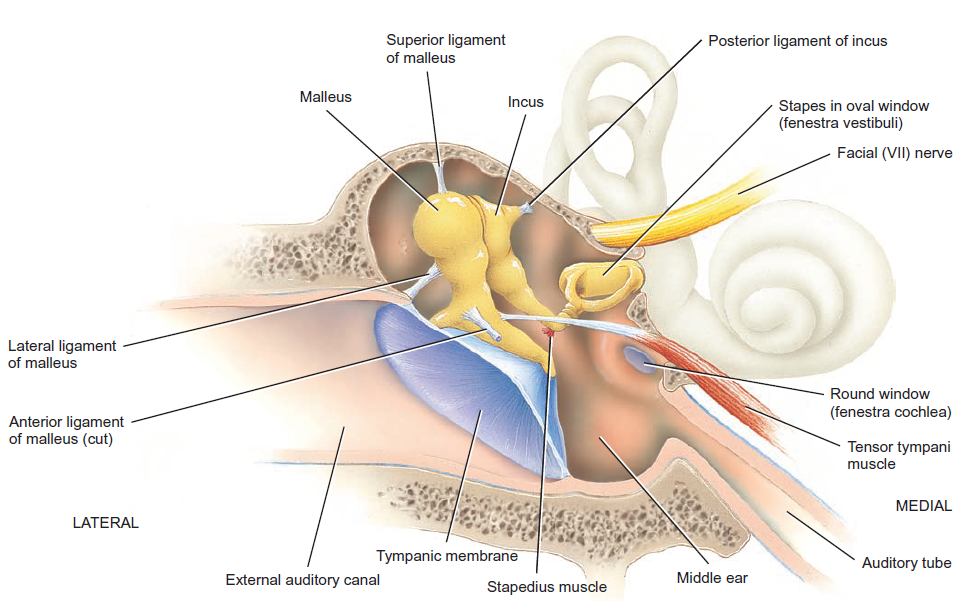 Superior ligament
of malleus
Posterior ligament of incus
Malleus
Incus
Stapes in oval window
(fenestra vestibuli)
Facial (VII) nerve
Lateral ligament
of malleus
Anterior ligament
of malleus (cut)
Round window
(fenestra cochlea)
Tensor tympani
muscle
MEDIAL
LATERAL
Auditory tube
Tympanic membrane
External auditory canal
Stapedius muscle
Middle ear